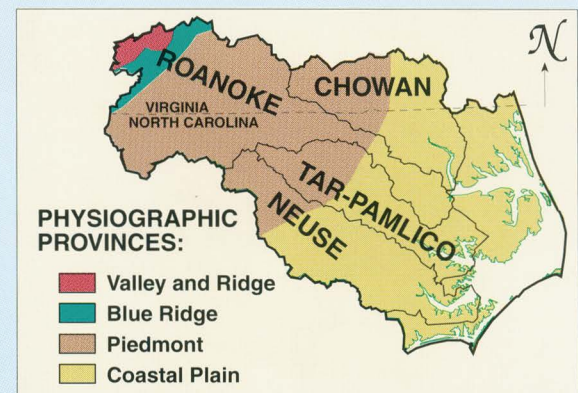 N
ROANOKE
CHOWAN
VIRGINIA
NORTH CAROLINA
TAR-PAMLICO
NEUSE
PHYSIOGRAPHIC
PROVINCES:
Valley and Ridge
Blue Ridge
Piedmont
Coastal Plain